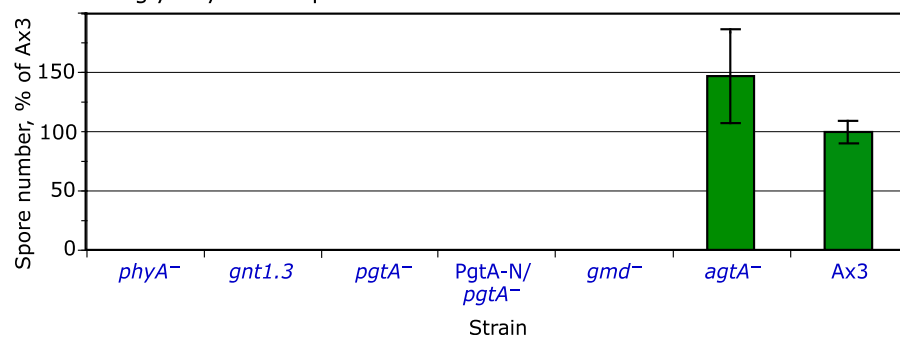 Spore number, % of Ax3
150
100
50
0
phyA⁻ gnt1.3 pgtA⁻ PgtA-N/ gmd⁻ agtA⁻ Ax3
pgtA⁻
Strain